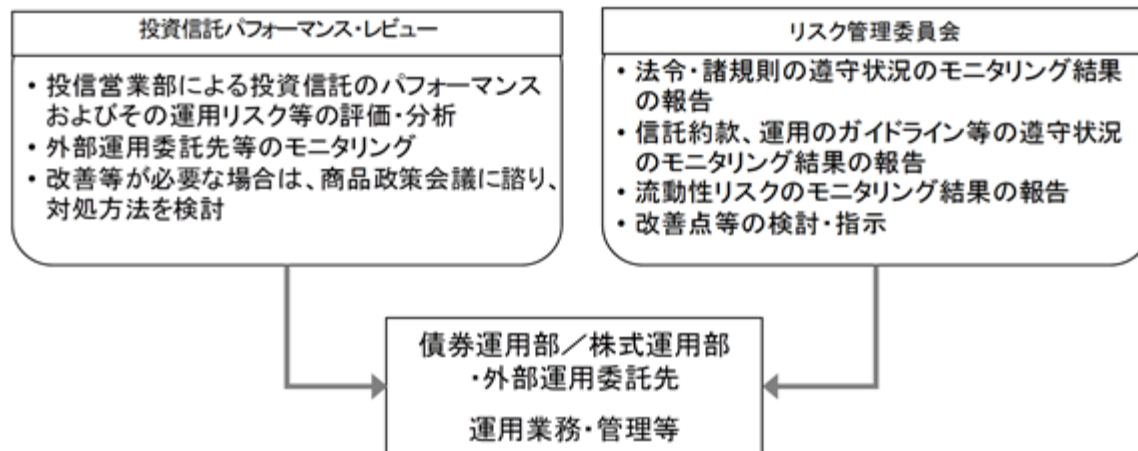 投資信託パフォーマンス・レビュー
・投信営業部による投資信託のパフォーマンス
およびその運用リスク等の評価・分析
・外部運用委託先等のモニタリング
・改善等が必要な場合は、商品政策会議に諮り、
対処方法を検討
リスク管理委員会
・法令・諸規則の遵守状況のモニタリング結果
の報告
・信託約款、運用のガイドライン等の遵守状況
のモニタリング結果の報告
・流動性リスクのモニタリング結果の報告
・改善点等の検討・指示
債券運用部／株式運用部
・外部運用委託先
運用業務・管理等